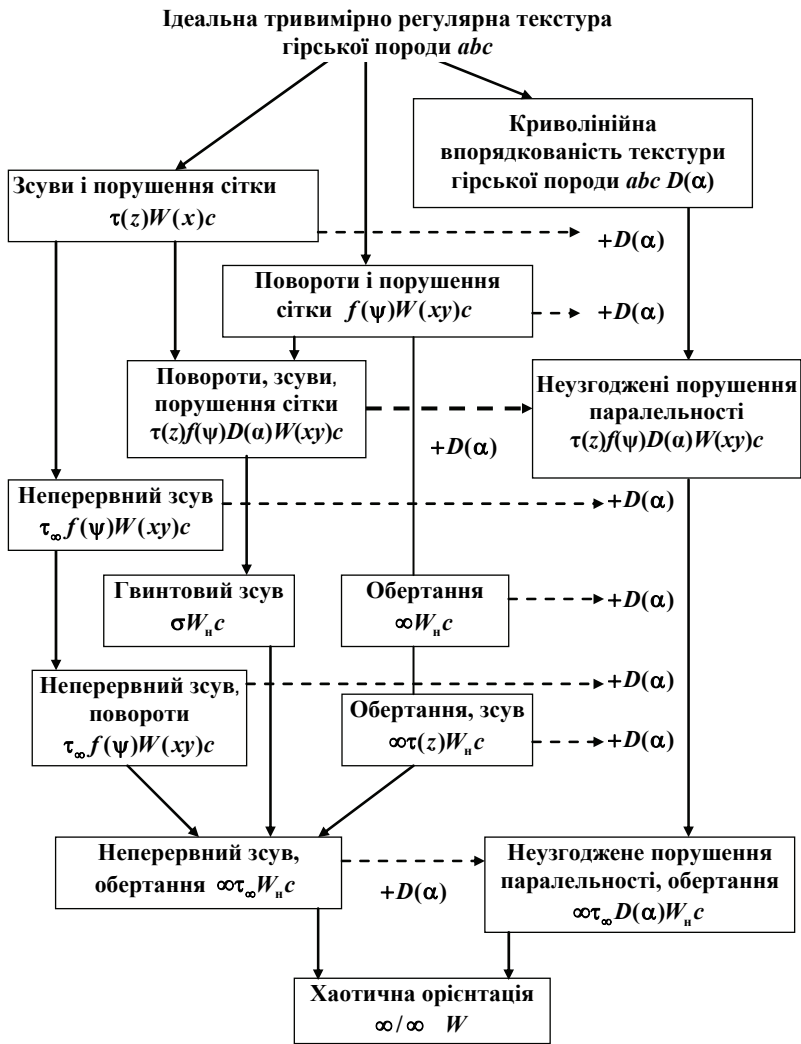 Ідеальна тривимірно регулярна текстура
гірської породи abc
Криволінійна
впорядкованість текстури
гірської породи abc D(α)
Зсуви і порушення сітки
τ(z)W(x)c
+D(α)
Повороти і порушення
сітки f(ψ)W(xy)c
+D(α)
Повороти, зсуви,
порушення сітки
τ(z)f(ψ)D(α)W(xy)c
+D(α)
Неузгоджені порушення
паралельності
τ(z)f(ψ)D(α)W(xy)c
Неперервний зсув
τ∞f(ψ)W(xy)c
+D(α)
Гвинтовий зсув
σWнc
Обертання
∞Wнc
+D(α)
Неперервний зсув,
повороти
τ∞f(ψ)W(xy)c
+D(α)
Обертання, зсув
∞τ(z)Wнc
+D(α)
Неперервний зсув,
обертання ∞τ∞Wнc
+D(α)
Неузгоджене порушення
паралельності, обертання
∞τ∞D(α)Wнc
Хаотична орієнтація
∞/∞ W